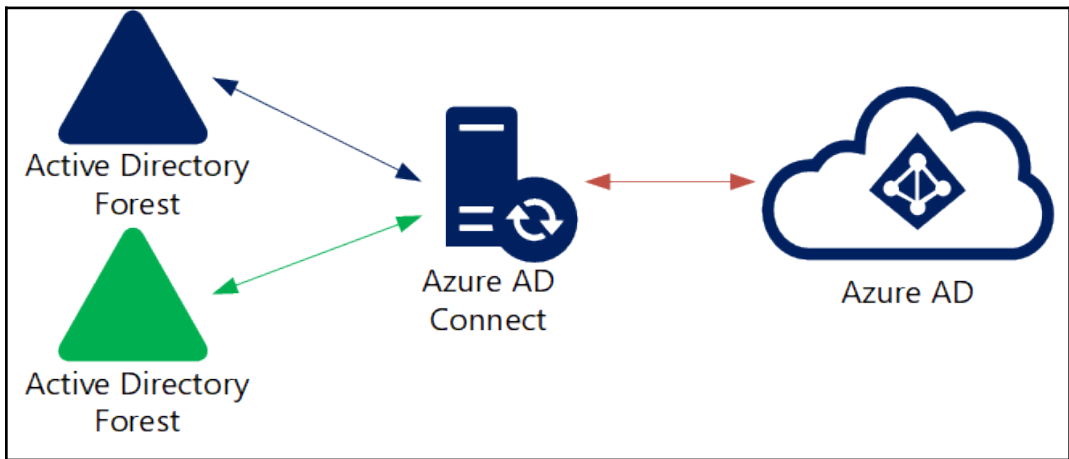 Active Directory
Forest
Active Directory
Forest
Azure AD
Connect
Azure AD